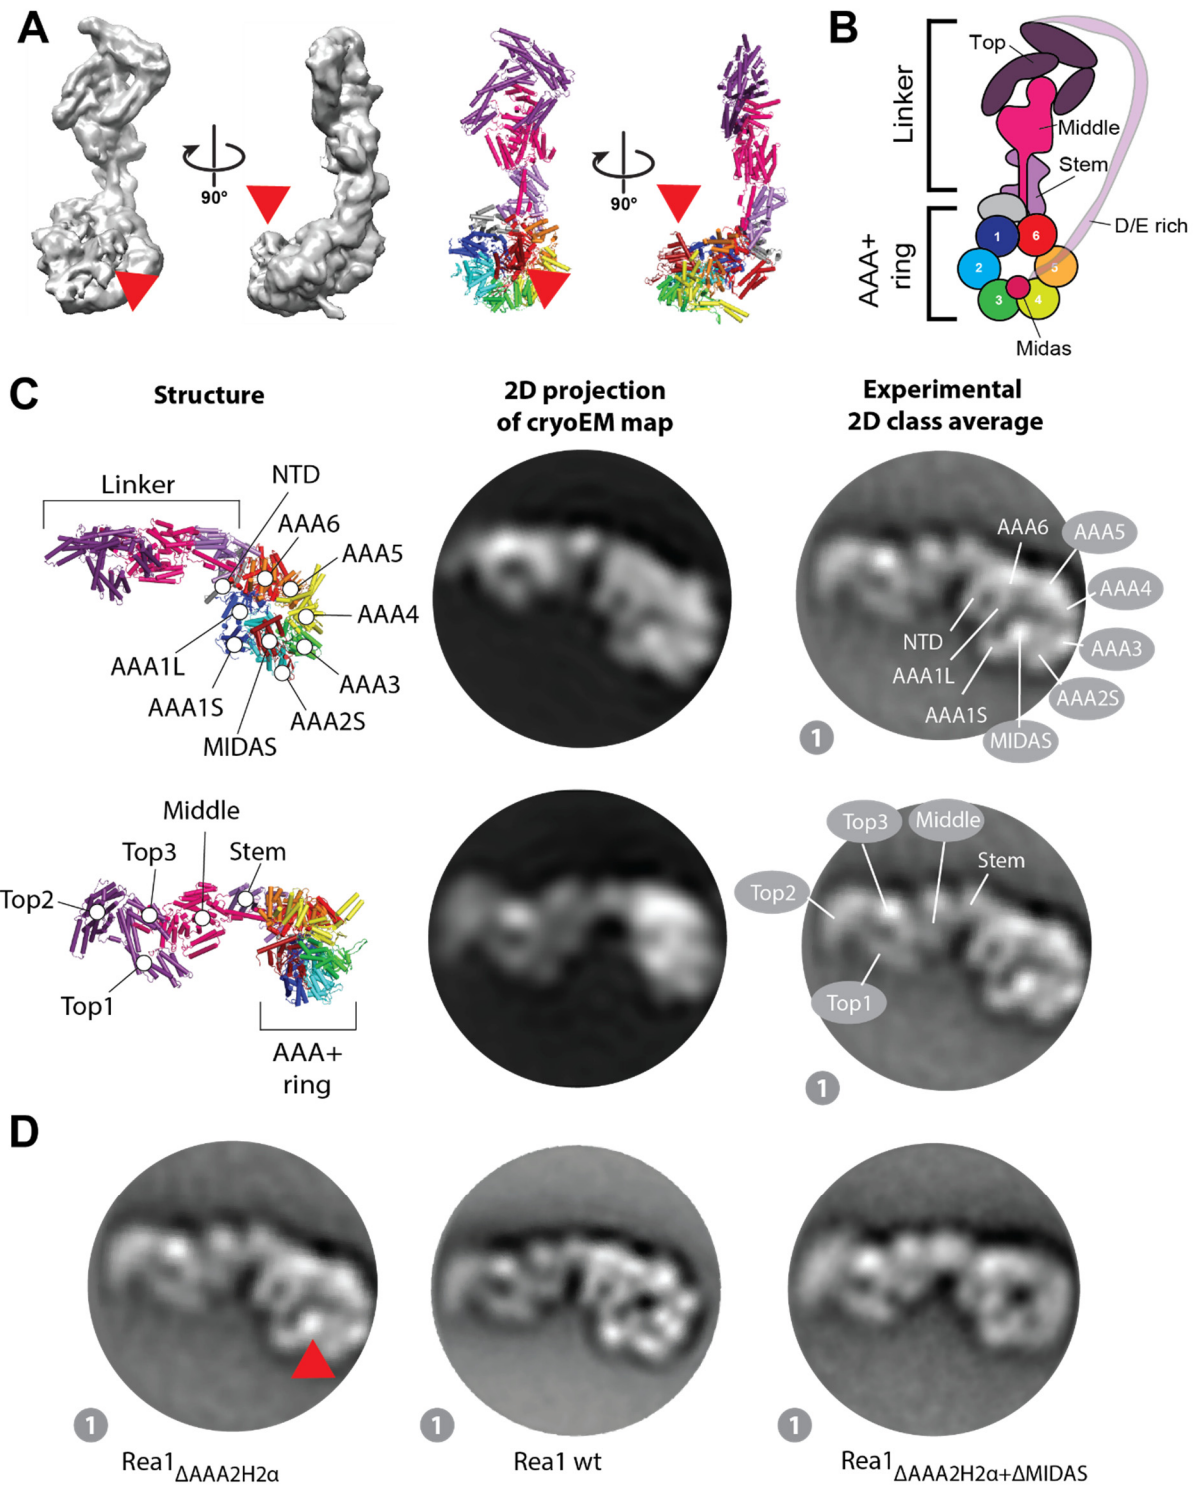 A
90°
90°
B
Linker
AAA+
ring
Top
Middle
Stem
D/E rich
1
6
2
5
3
4
Midas
C
Structure
2D projection
of cryoEM map
Experimental
2D class average
Linker
NTD
AAA6
AAA5
AAA4
AAA3
AAA2S
MIDAS
AAA1S
AAA1L
AAA6
AAA5
AAA4
AAA3
AAA2S
MIDAS
AAA1S
AAA1L
NTD
1
Middle
Top3
Stem
Top2
Top1
AAA+
ring
Top3
Middle
Stem
Top2
Top1
1
D
1
Rea1ΔAAA2H2α
1
Rea1 wt
1
Rea1ΔAAA2H2α+ΔMIDAS